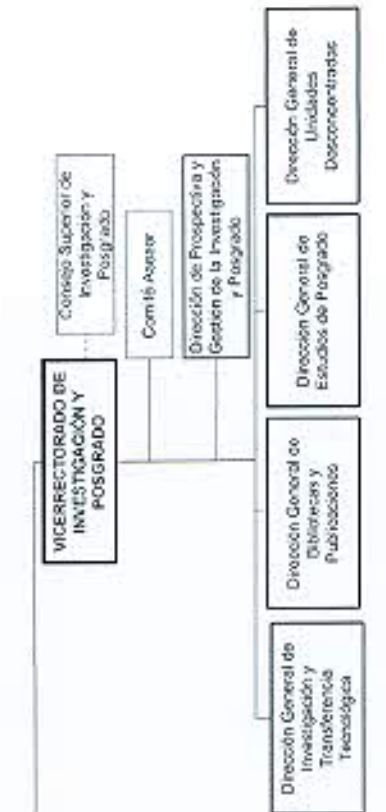 VICERRECTORADO DE
INVESTIGACIÓN Y
POSGRADO
Consejo Superior de
Investigación y
Posgrado
Comité Asesor
Dirección de Prospectiva y
Gestión de la Investigación
y Posgrado
Dirección General de
Investigación y
Transferencia
Tecnológica
Dirección General de
Bibliotecas y
Publicaciones
Dirección General de
Estudios de Posgrado
Dirección General de
Unidades
Desconcentradas